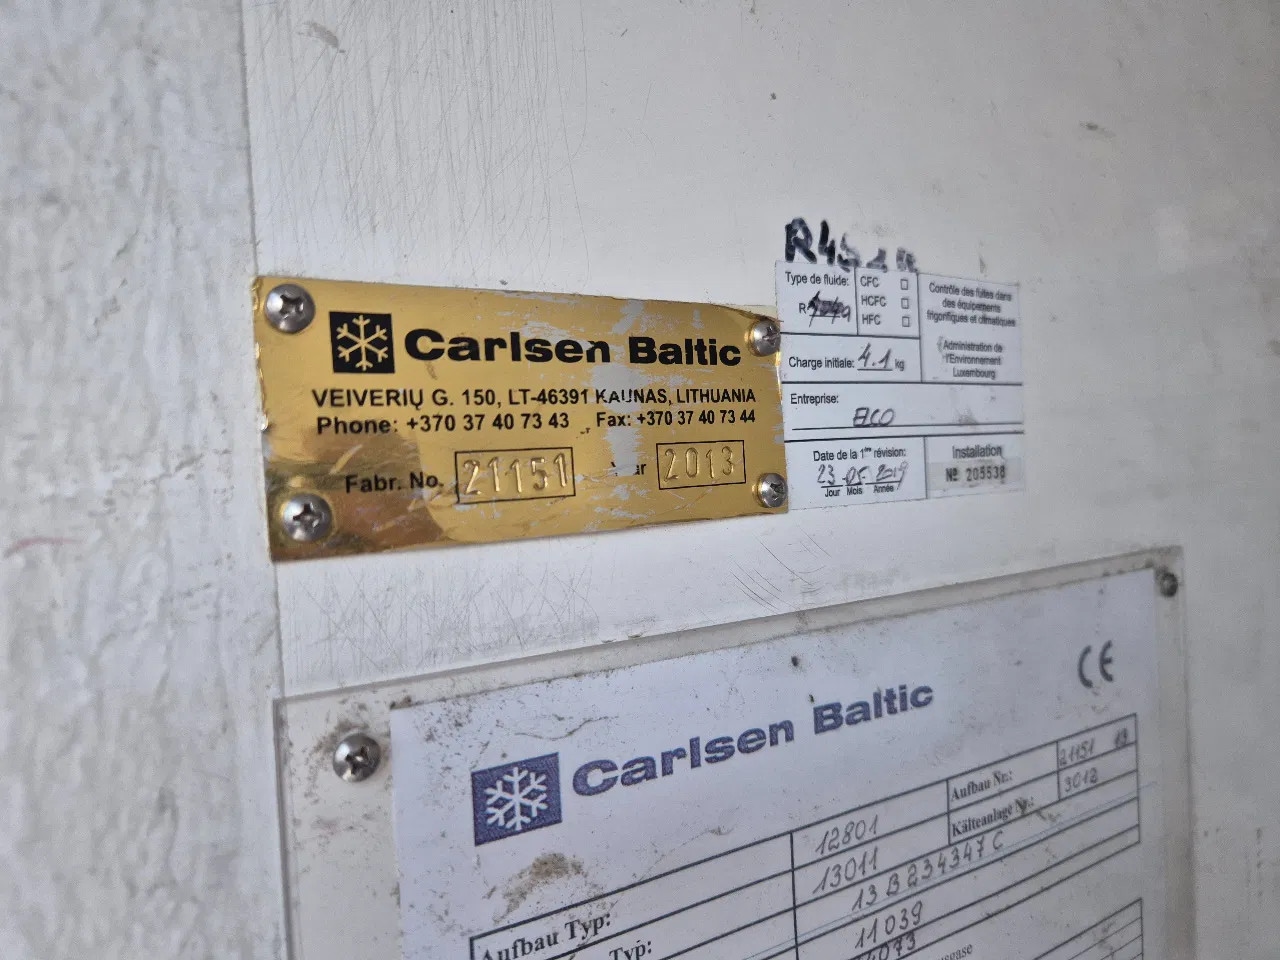 Carlsen Baltic
VEIVERIŲ G. 150, LT-46391 KAUNAS, LITHUANIA
Phone: +370 37 40 73 43 Fax: +370 37 40 73 44
Fabr. No. 21151 2013
Type de fluide:
R
CFC
HCFC
HFC
Contrôle des fuites dans
des équipements
frigorifiques et climatiques
Administration de
l'Environnement
Luxembourg
Charge initiale: 4.1 kg
Entreprise: ELCO
Date de la 1ère révision:
23 05 2019
Jour Mois Année
Installation
Nº 205538
CE
Carlsen Baltic
Aufbau Typ: 12801 Aufbau Nr.: 21151 13
Typ: 13011 Kälteanlage Nr.: 3012
13 B 234347 C
11039